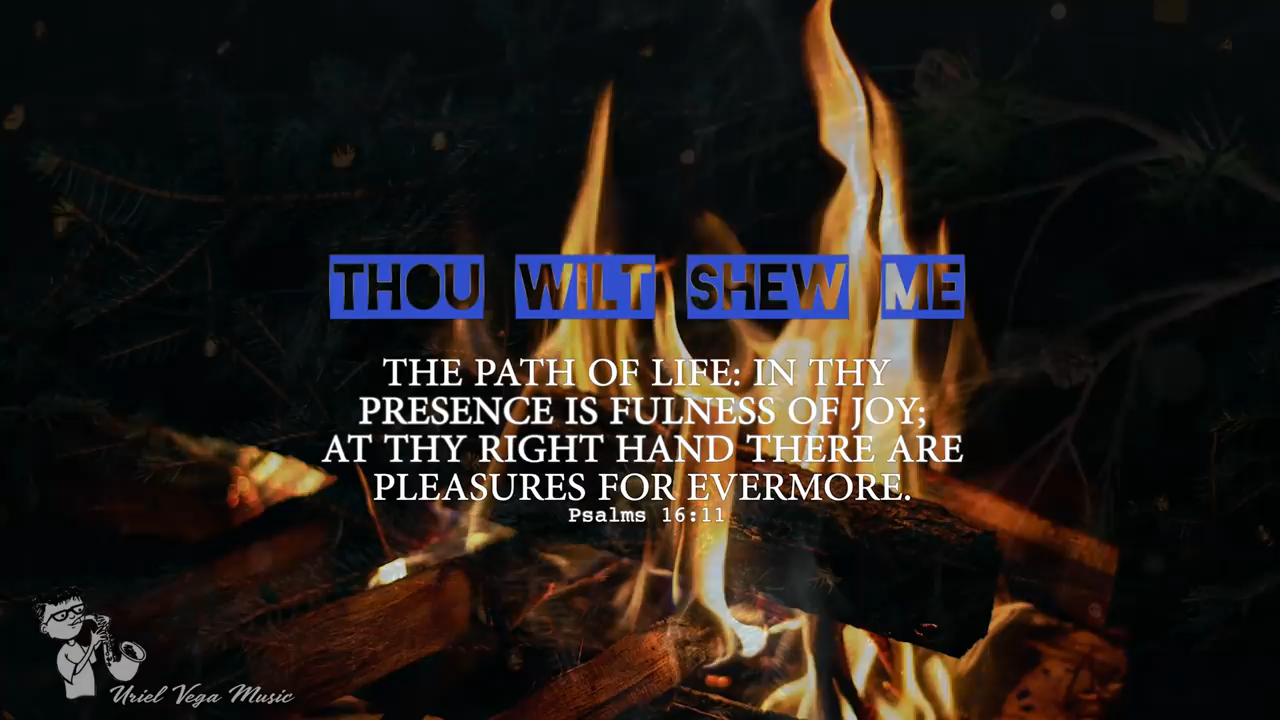 THOU WILT SHEW ME
THE PATH OF LIFE: IN THY
PRESENCE IS FULNESS OF JOY;
AT THY RIGHT HAND THERE ARE
PLEASURES FOR EVERMORE.
Psalms 16:11
Uriel Vega Music